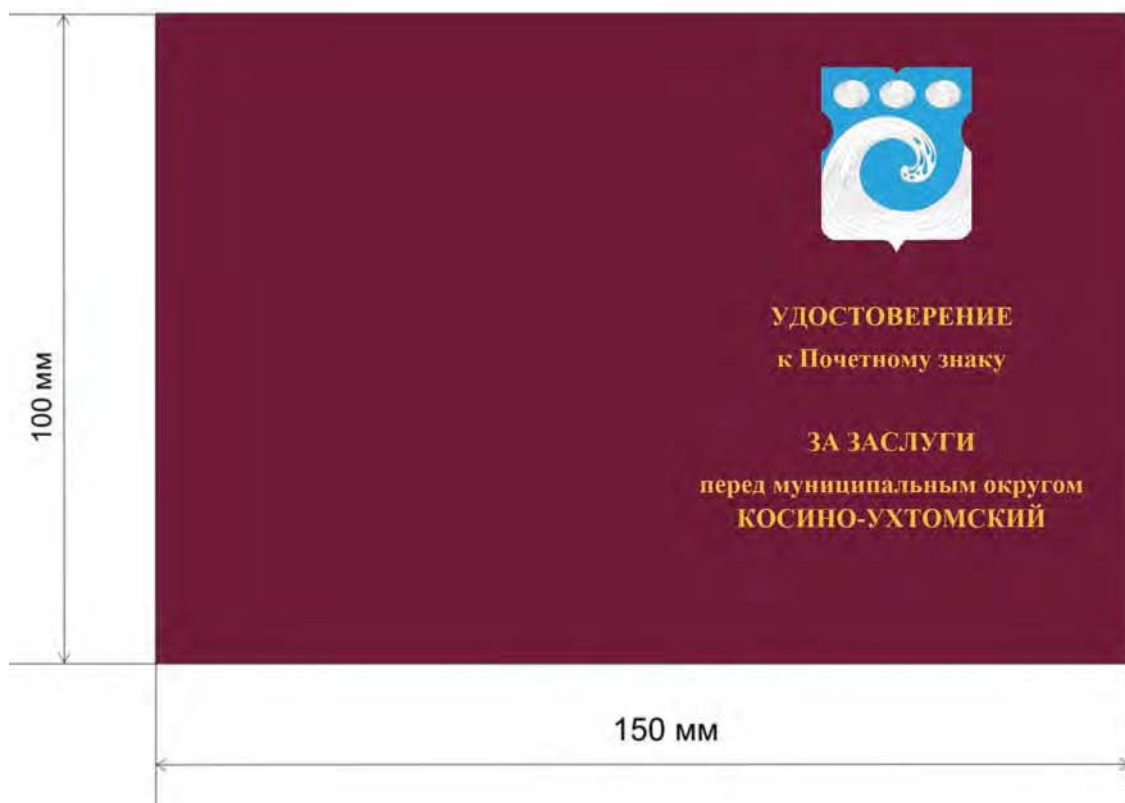 УДОСТОВЕРЕНИЕ
к Почетному знаку
ЗА ЗАСЛУГИ
перед муниципальным округом
КОСИНО-УХТОМСКИЙ
100 мм
150 мм